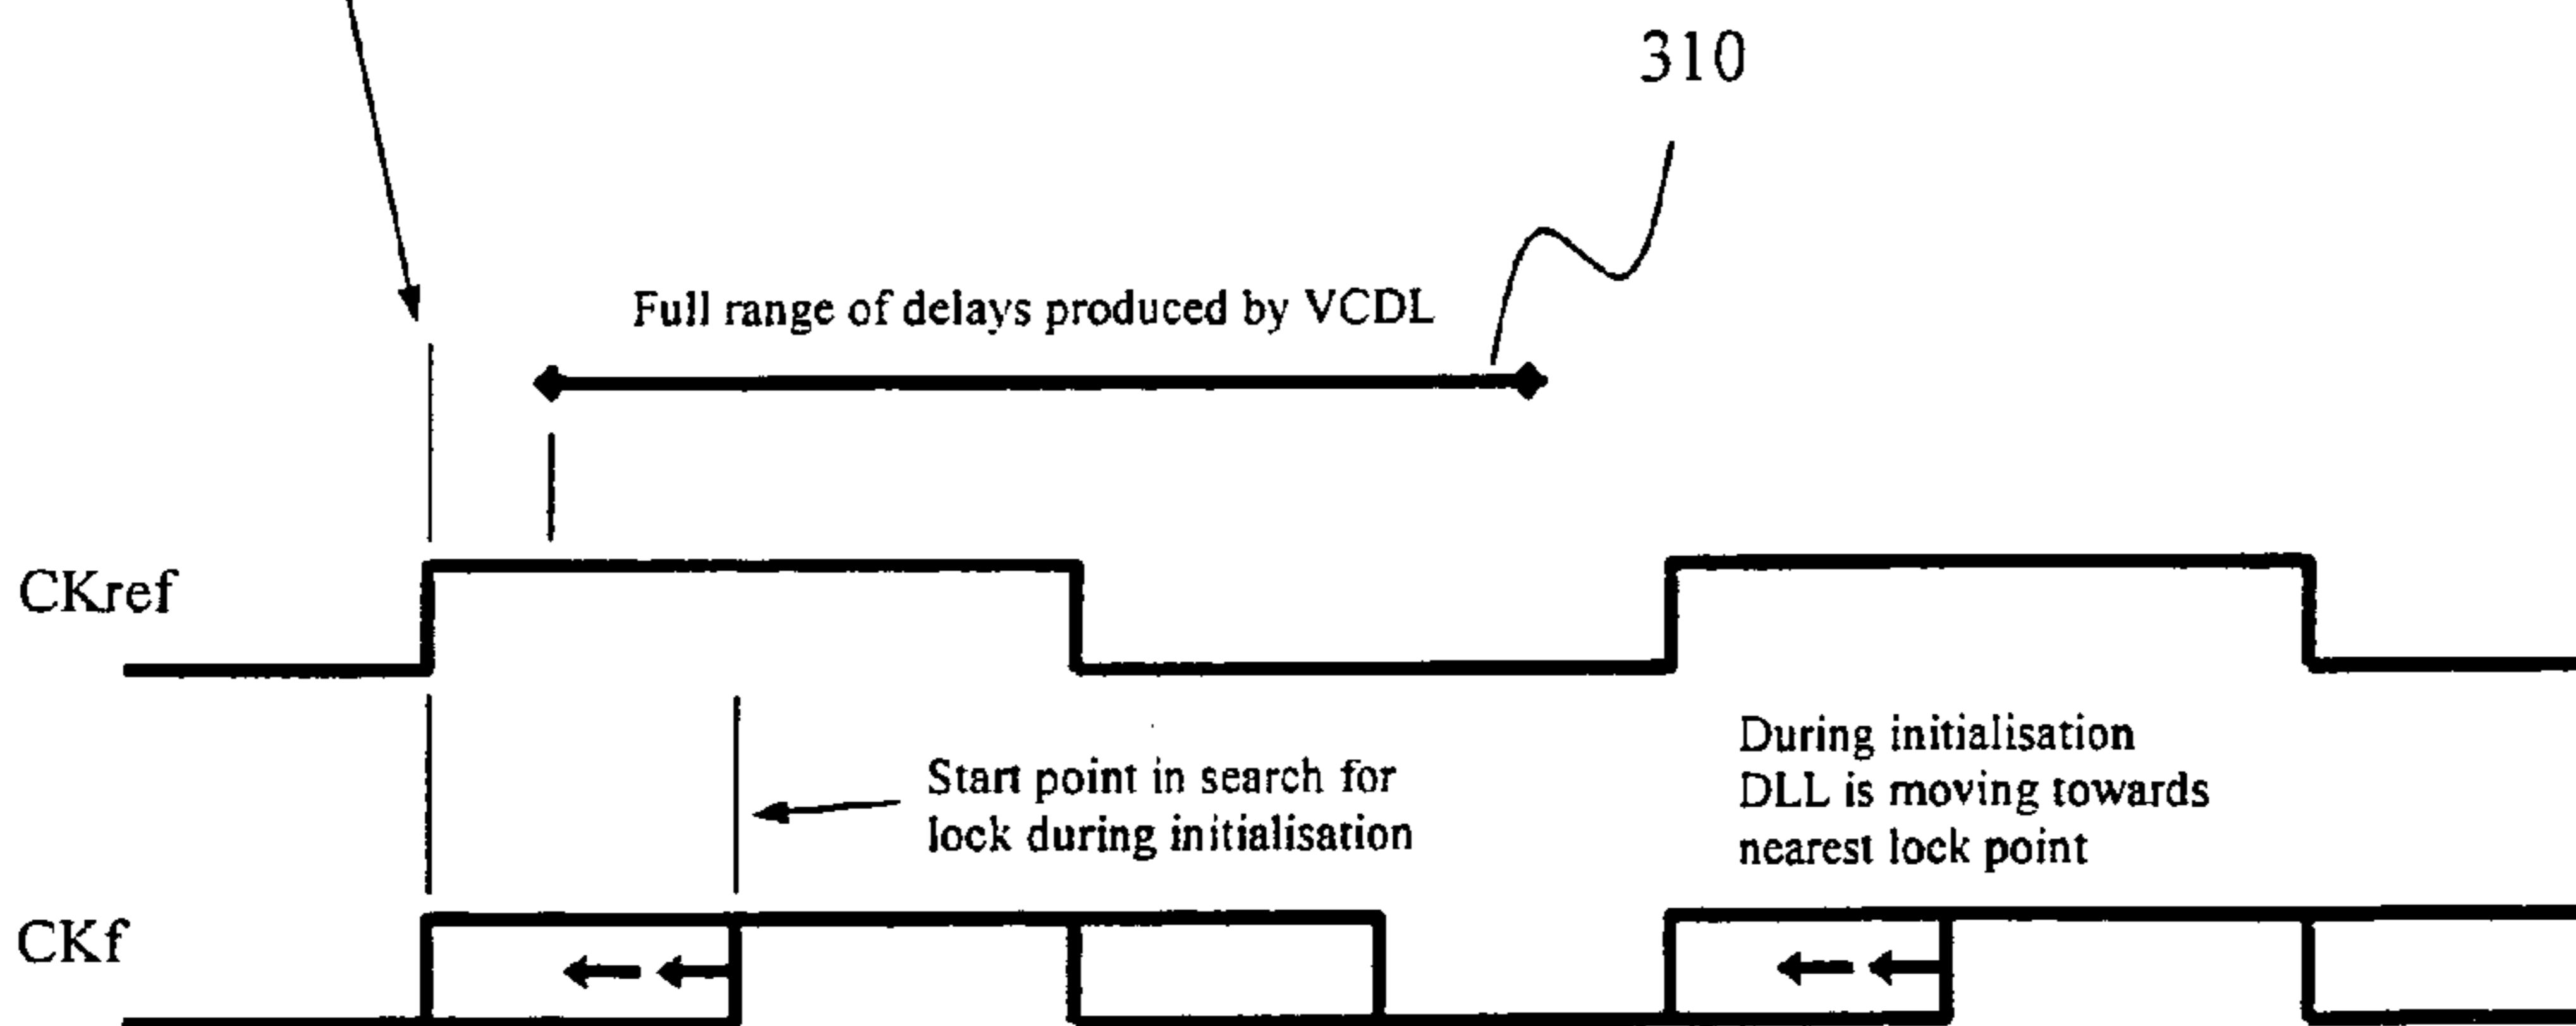 310
Full range of delays produced by VCDL
CKref
Start point in search for
lock during initialisation
During initialisation
DLL is moving towards
nearest lock point
CKf